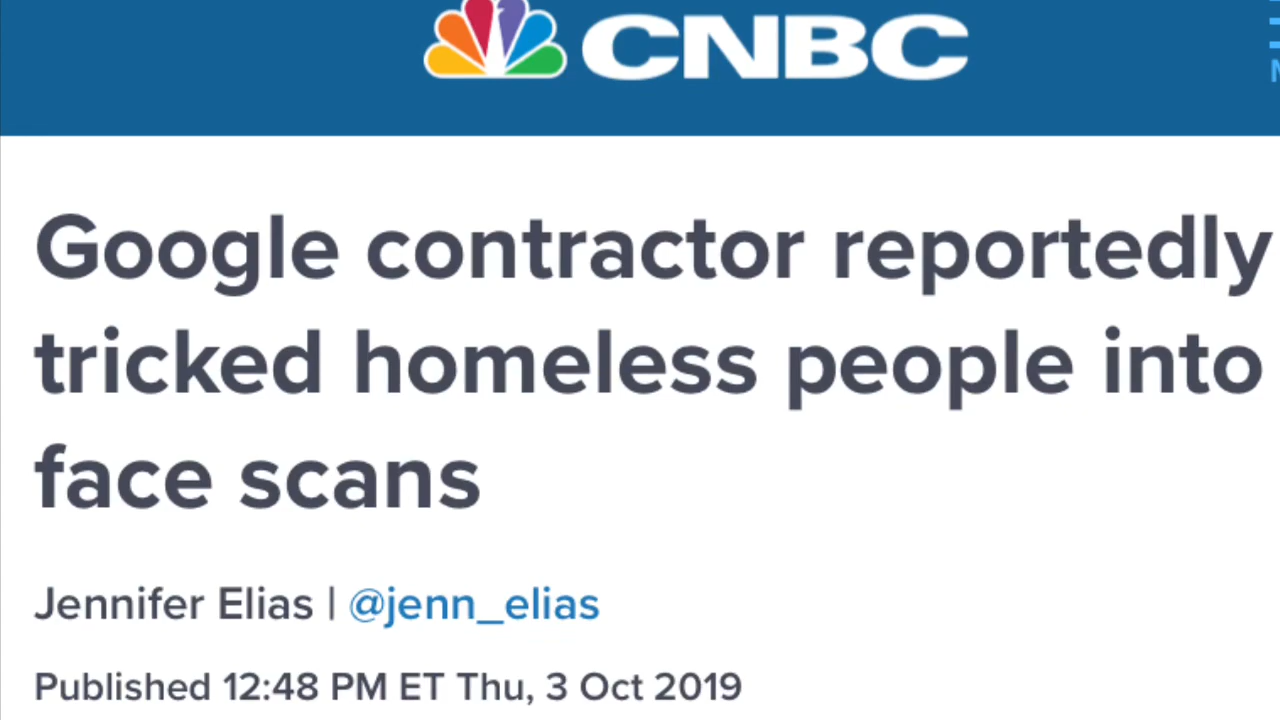 CNBC
Google contractor reportedly
tricked homeless people into
face scans
Jennifer Elias | @jenn_elias
Published 12:48 PM ET Thu, 3 Oct 2019